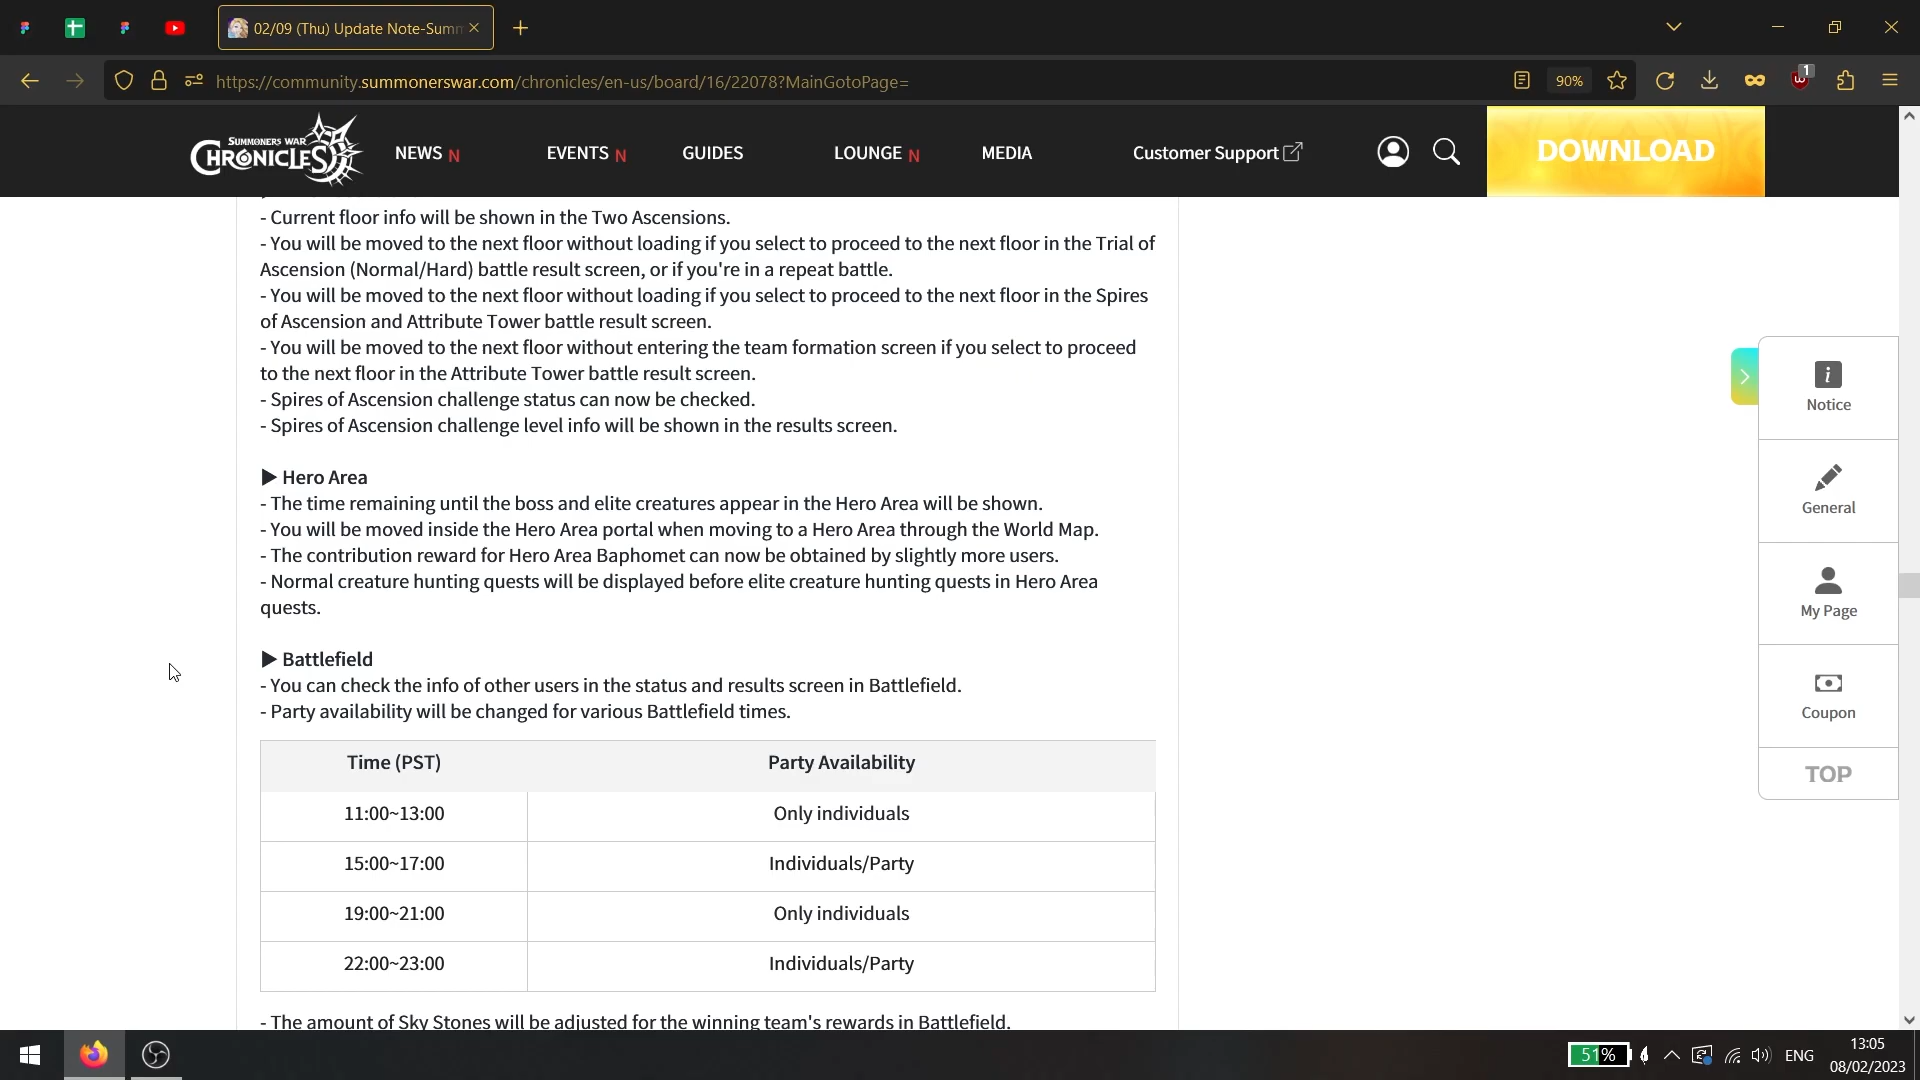 02/09 (Thu) Update Note-Summ
https://community.summonerswar.com/chronicles/en-us/board/16/22078?MainGotoPage=
90%
1
SUMMONERS WAR
CHRONICLES
NEWS N
EVENTS N
GUIDES
LOUNGE N
MEDIA
Customer Support
DOWNLOAD
- Current floor info will be shown in the Two Ascensions.
- You will be moved to the next floor without loading if you select to proceed to the next floor in the Trial of
Ascension (Normal/Hard) battle result screen, or if you're in a repeat battle.
- You will be moved to the next floor without loading if you select to proceed to the next floor in the Spires
of Ascension and Attribute Tower battle result screen.
- You will be moved to the next floor without entering the team formation screen if you select to proceed
to the next floor in the Attribute Tower battle result screen.
- Spires of Ascension challenge status can now be checked.
- Spires of Ascension challenge level info will be shown in the results screen.
▶ Hero Area
- The time remaining until the boss and elite creatures appear in the Hero Area will be shown.
- You will be moved inside the Hero Area portal when moving to a Hero Area through the World Map.
- The contribution reward for Hero Area Baphomet can now be obtained by slightly more users.
- Normal creature hunting quests will be displayed before elite creature hunting quests in Hero Area
quests.
▶ Battlefield
- You can check the info of other users in the status and results screen in Battlefield.
- Party availability will be changed for various Battlefield times.
Time (PST) Party Availability
11:00~13:00 Only individuals
15:00~17:00 Individuals/Party
19:00~21:00 Only individuals
22:00~23:00 Individuals/Party
- The amount of Sky Stones will be adjusted for the winning team's rewards in Battlefield.
Notice
General
My Page
Coupon
TOP
51%
ENG
13:05
08/02/2023